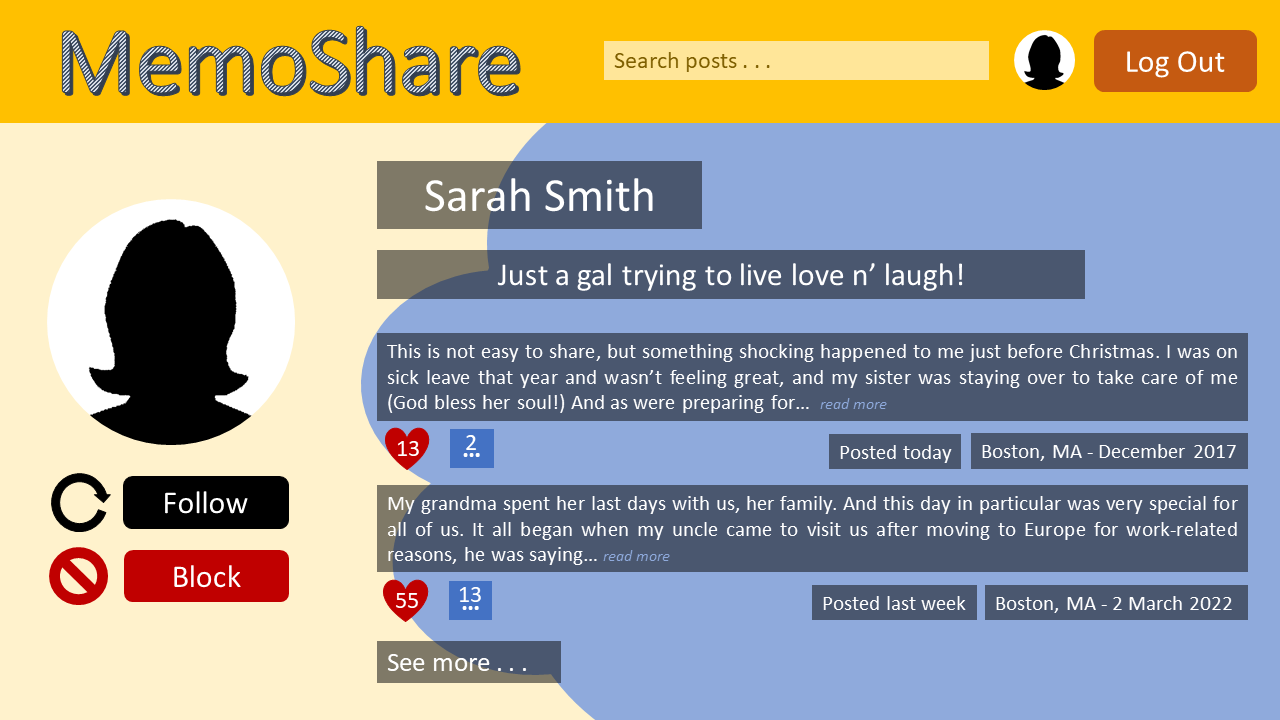 MemoShare
Search posts . . .
Log Out
Sarah Smith
Just a gal trying to live love n’ laugh!
This is not easy to share, but something shocking happened to me just before Christmas. I was on
sick leave that year and wasn’t feeling great, and my sister was staying over to take care of me
(God bless her soul!) And as were preparing for... read more
13
2
...
Posted today
Boston, MA - December 2017
My grandma spent her last days with us, her family. And this day in particular was very special for
all of us. It all began when my uncle came to visit us after moving to Europe for work-related
reasons, he was saying... read more
55
13
...
Posted last week
Boston, MA - 2 March 2022
See more . . .
Follow
Block